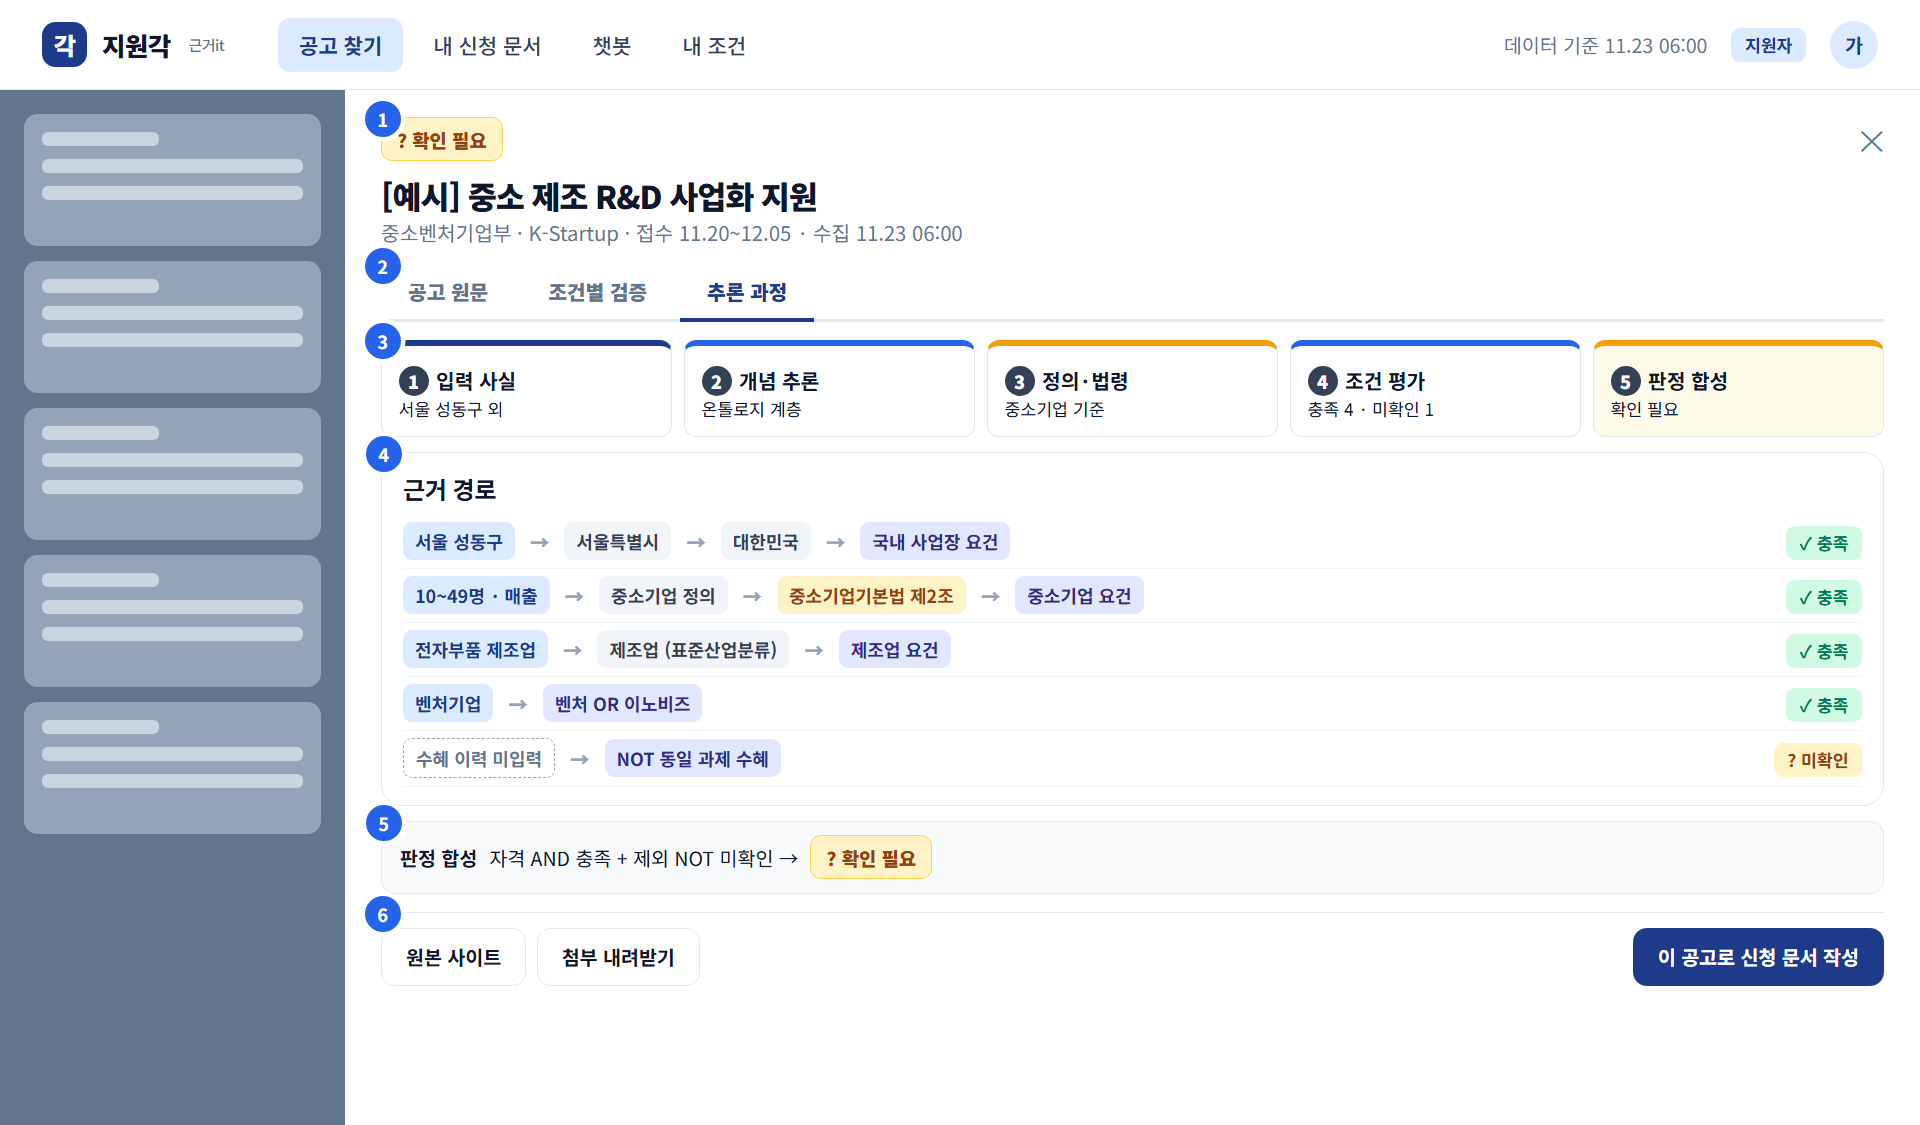 각 지원각 근거it 공고 찾기 내 신청 문서 챗봇 내 조건 데이터 기준 11.23 06:00 지원자 가
1
? 확인 필요
[예시] 중소 제조 R&D 사업화 지원
중소벤처기업부 · K-Startup · 접수 11.20~12.05 · 수집 11.23 06:00
2
공고 원문 조건별 검증 추론 과정
3
1 입력 사실
서울 성동구 외
2 개념 추론
온톨로지 계층
3 정의·법령
중소기업 기준
4 조건 평가
충족 4 · 미확인 1
5 판정 합성
확인 필요
4
근거 경로
서울 성동구 → 서울특별시 → 대한민국 → 국내 사업장 요건 ✓ 충족
10~49명 · 매출 → 중소기업 정의 → 중소기업기본법 제2조 → 중소기업 요건 ✓ 충족
전자부품 제조업 → 제조업 (표준산업분류) → 제조업 요건 ✓ 충족
벤처기업 → 벤처 OR 이노비즈 ✓ 충족
수혜 이력 미입력 → NOT 동일 과제 수혜 ? 미확인
5
판정 합성 자격 AND 충족 + 제외 NOT 미확인 → ? 확인 필요
6
원본 사이트 첨부 내려받기 이 공고로 신청 문서 작성